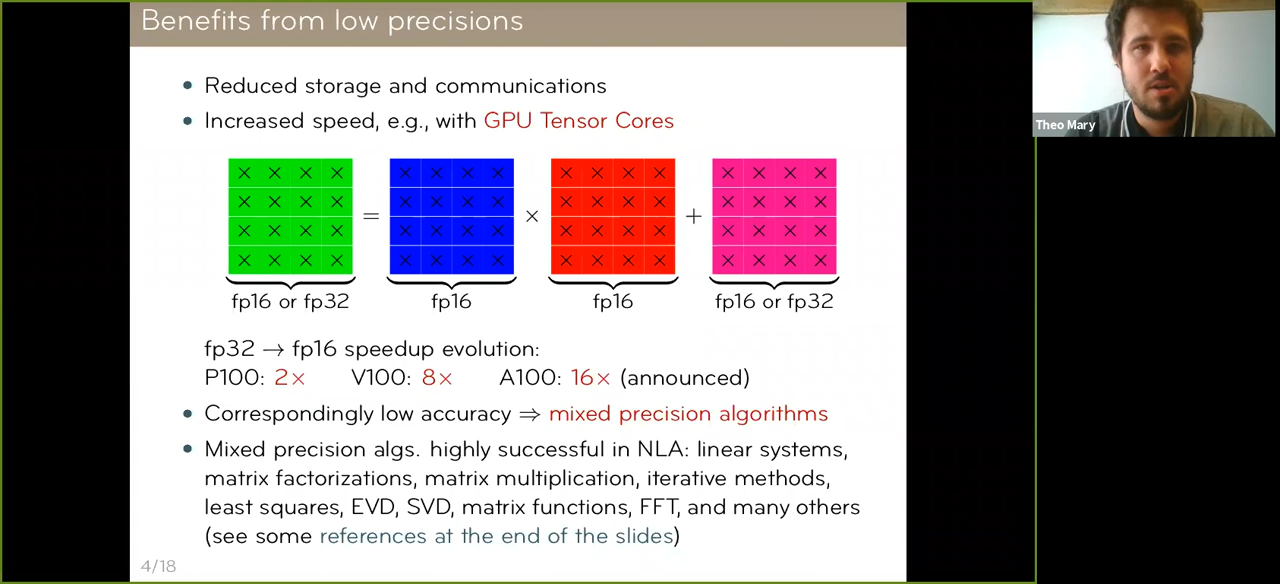 Benefits from low precisions
• Reduced storage and communications
• Increased speed, e.g., with GPU Tensor Cores
× × × × × × × × × × × × × × × ×
× × × × × × × × × × × × × × × ×
× × × × = × × × × × × × × × + × × × ×
× × × × × × × × × × × × × × × ×
fp16 or fp32 fp16 fp16 fp16 or fp32
fp32 → fp16 speedup evolution:
P100: 2× V100: 8× A100: 16× (announced)
• Correspondingly low accuracy ⇒ mixed precision algorithms
• Mixed precision algs. highly successful in NLA: linear systems,
matrix factorizations, matrix multiplication, iterative methods,
least squares, EVD, SVD, matrix functions, FFT, and many others
(see some references at the end of the slides)
4/18
Theo Mary